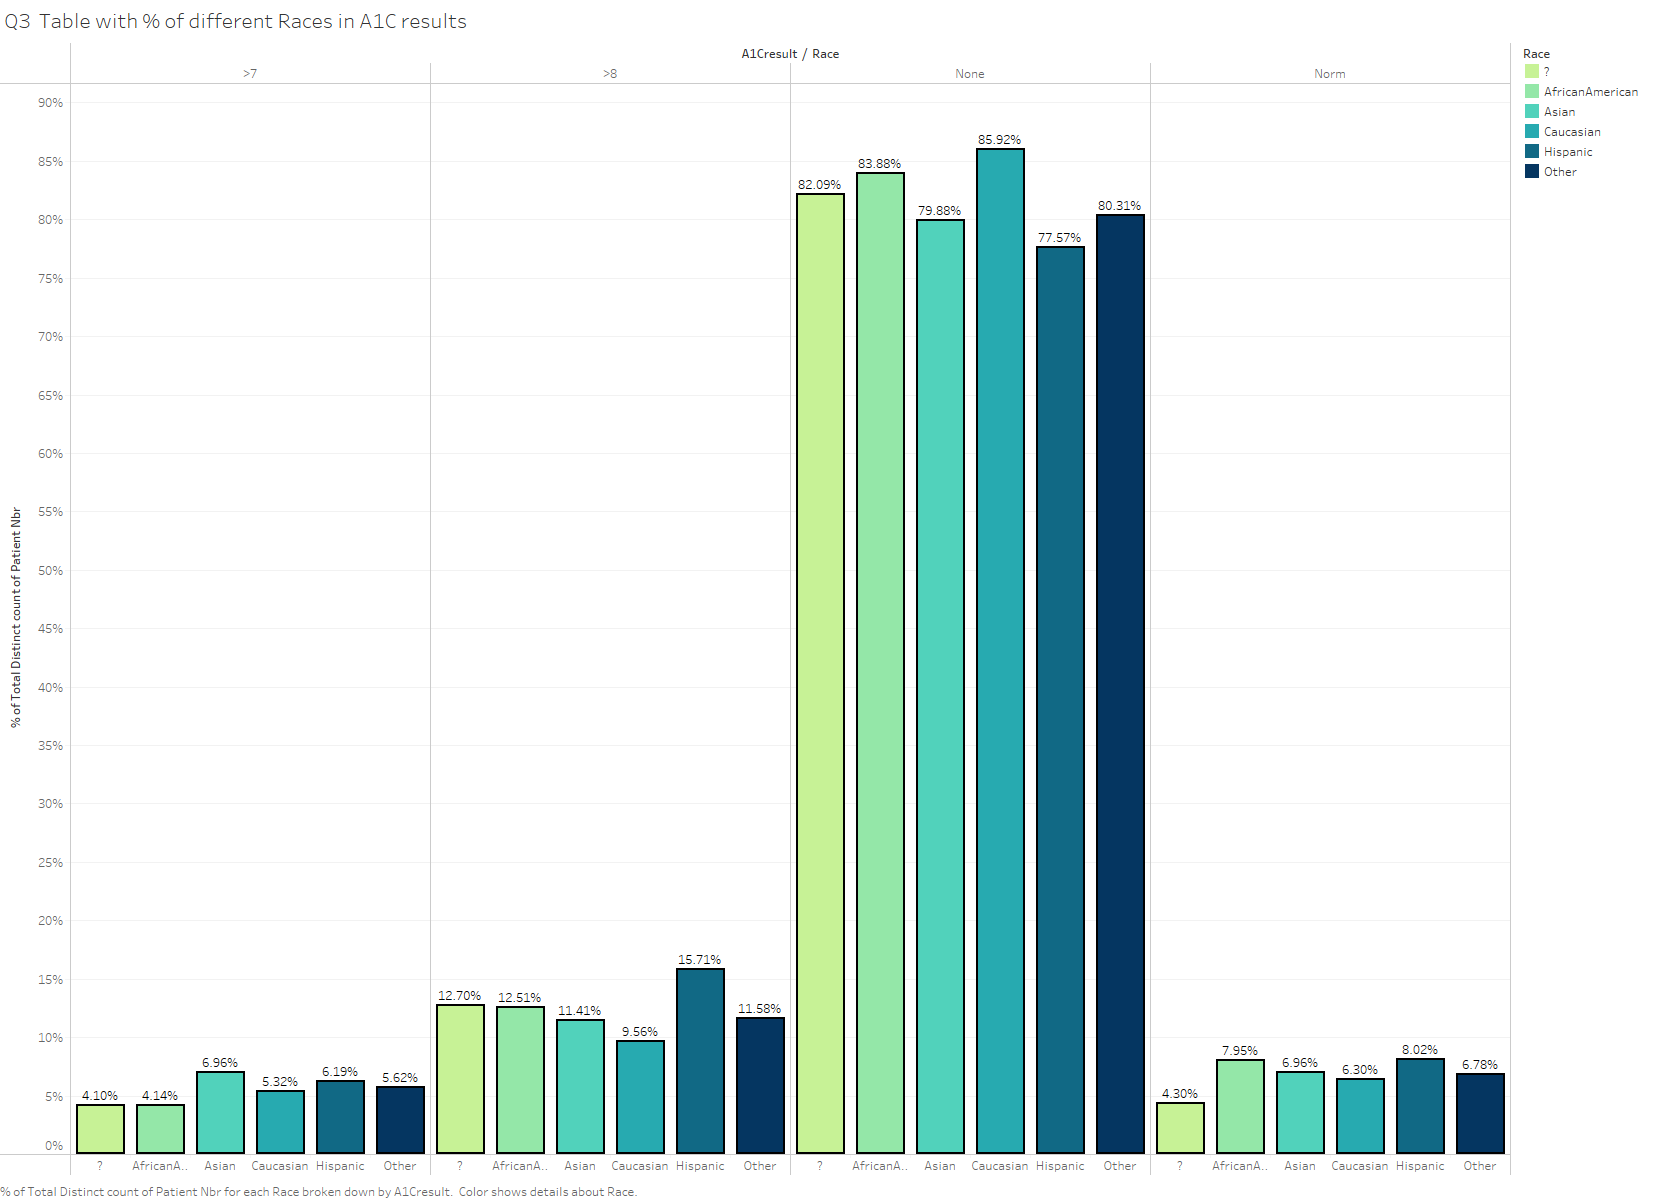 Q3 Table with % of different Races in A1C results
A1Cresult / Race
>7 >8 None Norm
Race
?
AfricanAmerican
Asian
Caucasian
Hispanic
Other
% of Total Distinct count of Patient Nbr
90%
85%
80%
75%
70%
65%
60%
55%
50%
45%
40%
35%
30%
25%
20%
15%
10%
5%
0%
4.10% 4.14% 6.96% 5.32% 6.19% 5.62%
12.70% 12.51% 11.41% 9.56% 15.71% 11.58%
82.09% 83.88% 79.88% 85.92% 77.57% 80.31%
4.30% 7.95% 6.96% 6.30% 8.02% 6.78%
? AfricanA.. Asian Caucasian Hispanic Other ? AfricanA.. Asian Caucasian Hispanic Other ? AfricanA.. Asian Caucasian Hispanic Other ? AfricanA.. Asian Caucasian Hispanic Other
% of Total Distinct count of Patient Nbr for each Race broken down by A1Cresult. Color shows details about Race.